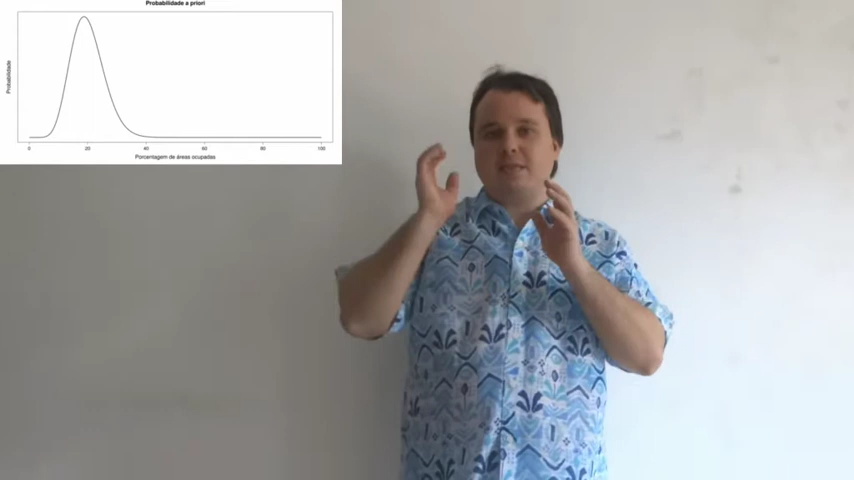 Probabilidade a priori
Probabilidade
0 20 40 60 80 100
Porcentagem de áreas ocupadas